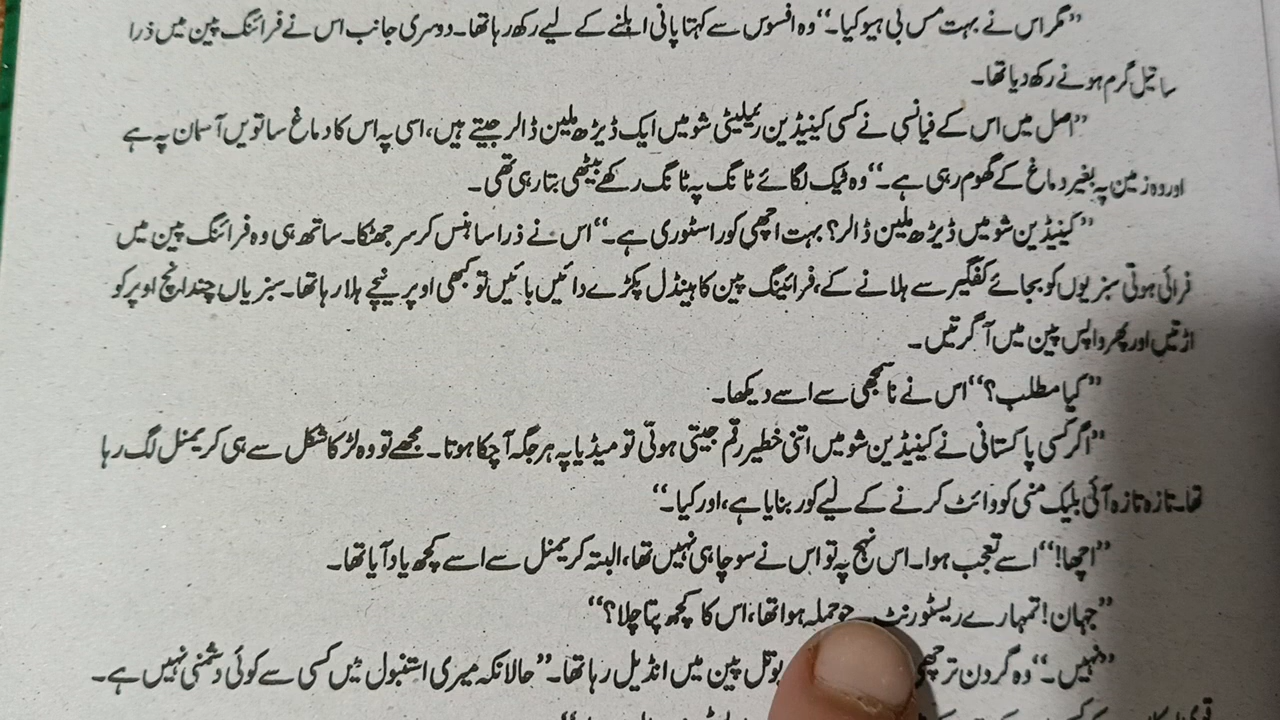 ”مگر اس نے بہت مس بی ہیو کیا۔“ وہ افسوس سے کہتا پانی ابلنے کے لیے رکھ رہا تھا۔ دوسری جانب اس نے فرائنگ پین میں ذرا
سا تیل گرم ہونے رکھ دیا تھا۔
”اصل میں اس کے فیانسی نے کسی کینیڈین ریئیلیٹی شو میں ایک ڈیڑھ ملین ڈالر جیتے ہیں، اسی پہ اس کا دماغ ساتویں آسمان پہ ہے
اور وہ زمین پہ بغیر دماغ کے گھوم رہی ہے۔“ وہ ٹیک لگائے ٹانگ پہ ٹانگ رکھے بیٹھی بتا رہی تھی۔
”کینیڈین شو میں ڈیڑھ ملین ڈالر؟ بہت اچھی کور اسٹوری ہے۔“ اس نے ذرا سا ہنس کر سر جھٹکا۔ ساتھ ہی وہ فرائنگ پین میں
فرائی ہوتی سبزیوں کو بجائے کفگیر سے ہلانے کے، فرائینگ پین کا ہینڈل پکڑے دائیں بائیں تو کبھی اوپر نیچے ہلا رہا تھا۔ سبزیاں چند انچ اوپر کو
اڑتیں اور پھر واپس پین میں آ گرتیں۔
”کیا مطلب؟“ اس نے ناسمجھی سے اسے دیکھا۔
”اگر کسی پاکستانی نے کینیڈین شو میں اتنی خطیر رقم جیتی ہوتی تو میڈیا پہ ہر جگہ آ چکا ہوتا۔ مجھے تو وہ لڑکا شکل سے ہی کریمنل لگ رہا
تھا۔ تازہ تازہ آئی بلیک منی کو وائٹ کرنے کے لیے کور بنایا ہے، اور کیا۔“
”اچھا!“ اسے تعجب ہوا۔ اس نہج پہ تو اس نے سوچا ہی نہیں تھا، البتہ کریمنل سے اسے کچھ یاد آیا تھا۔
”جہان! تمہارے ریسٹورنٹ جو حملہ ہوا تھا، اس کا کچھ پتا چلا؟“
”نہیں۔“ وہ گردن ترچھی بوتل پین میں انڈیل رہا تھا۔ ”حالانکہ میری استنبول میں کسی سے کوئی دشمنی نہیں ہے۔